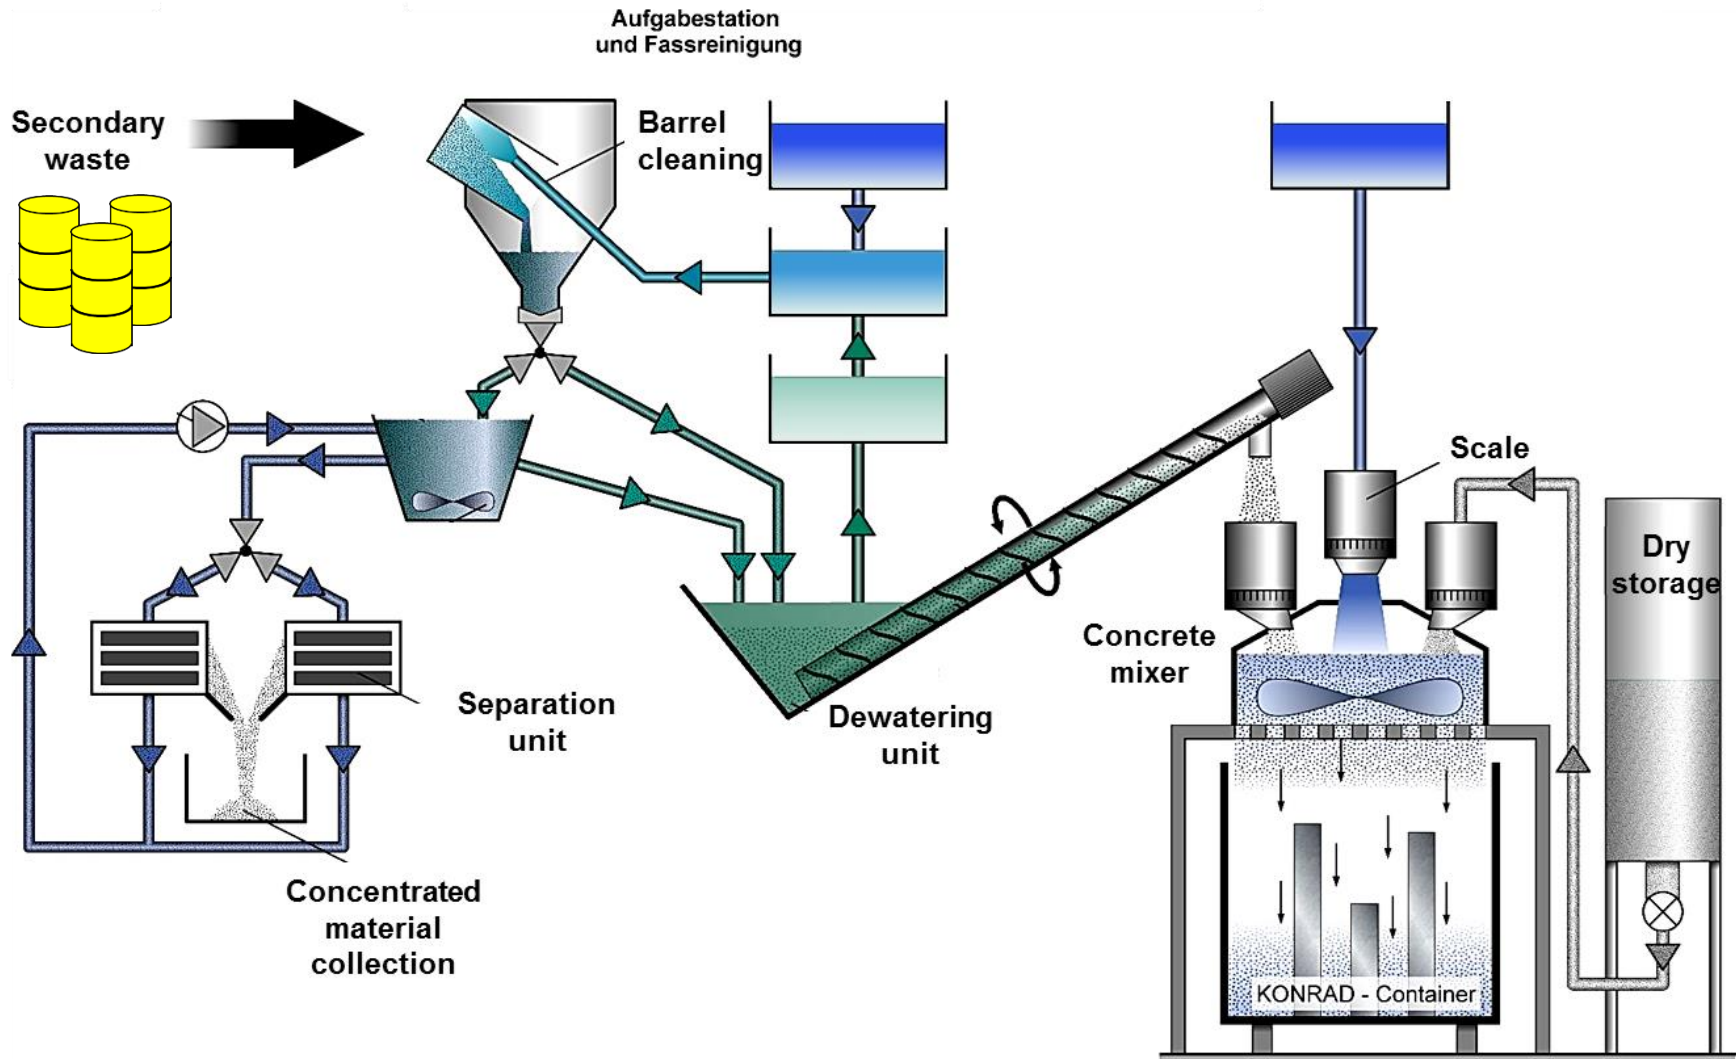 Aufgabestation
und Fassreinigung
Secondary
waste
Barrel
cleaning
Scale
Dry
storage
Concrete
mixer
Separation
unit
Dewatering
unit
Concentrated
material
collection
KONRAD - Container